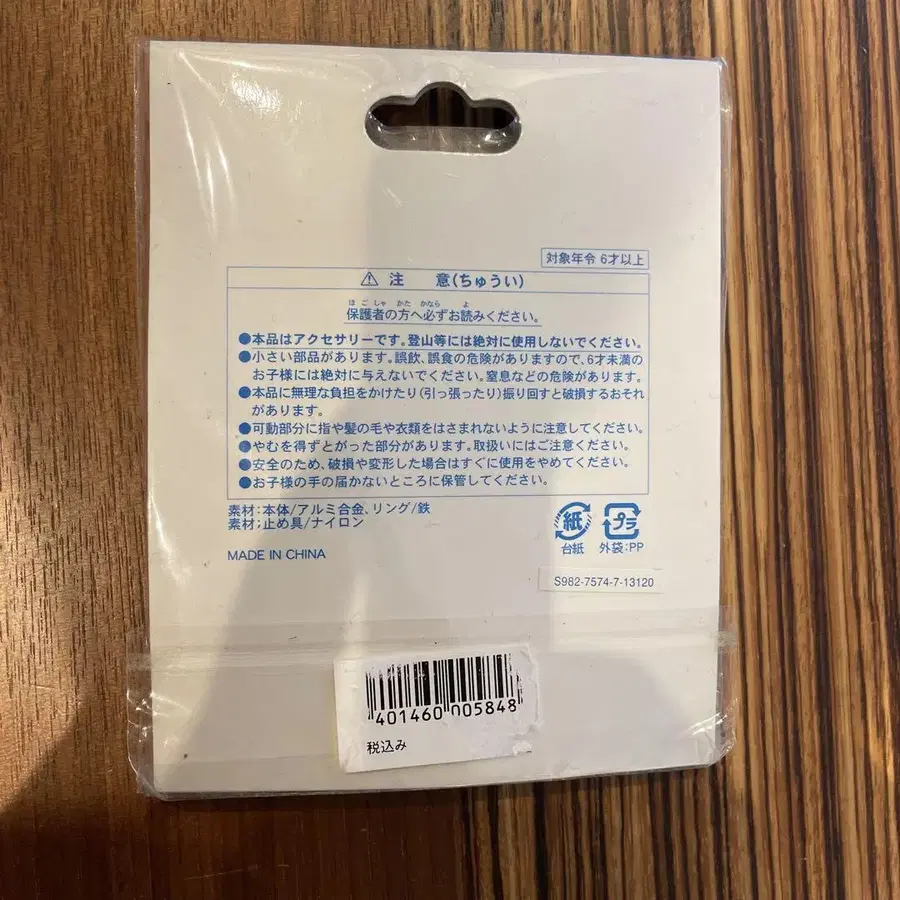 対象年令 6才以上
⚠ 注 意(ちゅうい)
ほごしゃ かた かなら よ
保護者の方へ必ずお読みください。
●本品はアクセサリーです。登山等には絶対に使用しないでください。
●小さい部品があります。誤飲、誤食の危険がありますので、6才未満の
お子様には絶対に与えないでください。窒息などの危険があります。
●本品に無理な負担をかけたり(引っ張ったり)振り回すと破損するおそれ
があります。
●可動部分に指や髪の毛や衣類をはさまれないように注意してください。
●やむを得ずとがった部分があります。取扱いにはご注意ください。
●安全のため、破損や変形した場合はすぐに使用をやめてください。
●お子様の手の届かないところに保管してください。
素材:本体/アルミ合金、リング/鉄
素材;止め具/ナイロン
MADE IN CHINA
紙 プラ
台紙 外袋:PP
S982-7574-7-13120
401460 005848
税込み